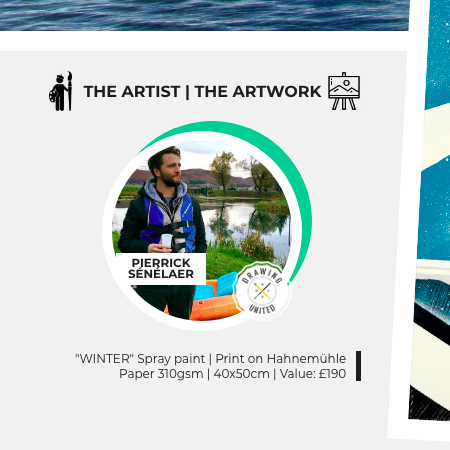 THE ARTIST | THE ARTWORK
PIERRICK
SÉNÉLAER
DRAWING
UNITED
"WINTER" Spray paint | Print on Hahnemühle
Paper 310gsm | 40x50cm | Value: £190